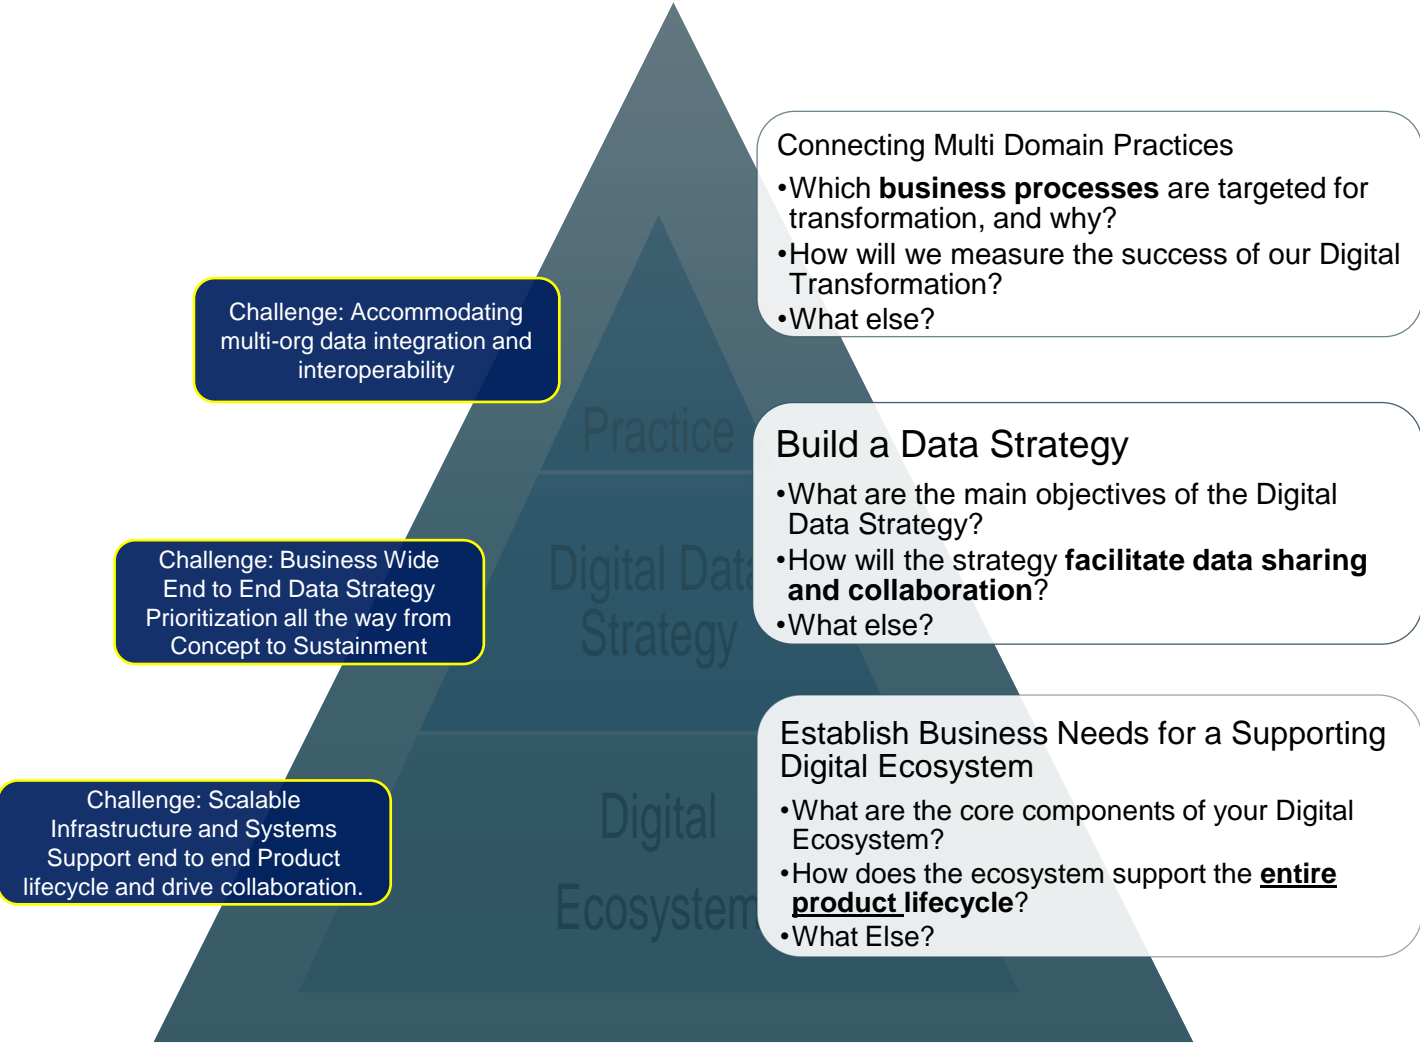 Connecting Multi Domain Practices
•Which business processes are targeted for
transformation, and why?
•How will we measure the success of our Digital
Transformation?
•What else?
Challenge: Accommodating
multi-org data integration and
interoperability
Practice
Build a Data Strategy
•What are the main objectives of the Digital
Data Strategy?
•How will the strategy facilitate data sharing
and collaboration?
•What else?
Challenge: Business Wide
End to End Data Strategy
Prioritization all the way from
Concept to Sustainment
Digital Data
Strategy
Establish Business Needs for a Supporting
Digital Ecosystem
•What are the core components of your Digital
Ecosystem?
•How does the ecosystem support the entire
product lifecycle?
•What Else?
Challenge: Scalable
Infrastructure and Systems
Support end to end Product
lifecycle and drive collaboration.
Digital
Ecosystem